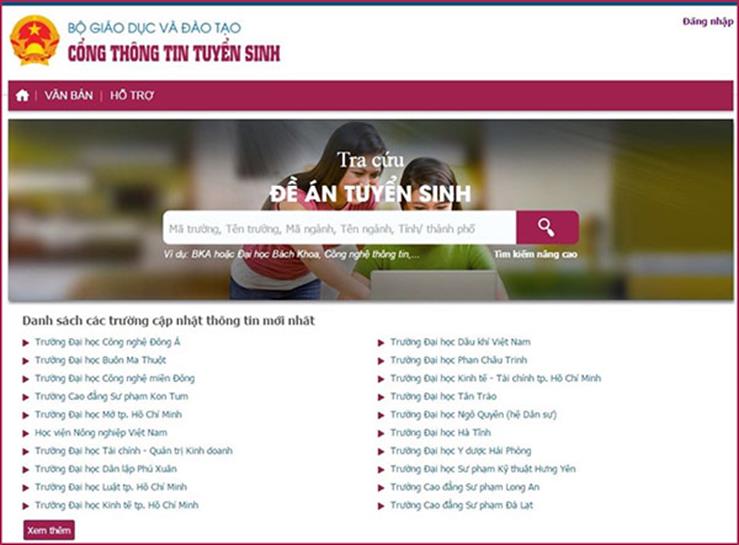 BỘ GIÁO DỤC VÀ ĐÀO TẠO
CỔNG THÔNG TIN TUYỂN SINH
Đăng nhập
VĂN BẢN | HỖ TRỢ
Tra cứu
ĐỀ ÁN TUYỂN SINH
Mã trường, Tên trường, Mã ngành, Tên ngành, Tỉnh/ thành phố
Ví dụ: BKA hoặc Đại học Bách Khoa, Công nghệ thông tin,...
Tìm kiếm nâng cao
Danh sách các trường cập nhật thông tin mới nhất
Trường Đại học Công nghệ Đông Á
Trường Đại học Buôn Ma Thuột
Trường Đại học Công nghệ miền Đông
Trường Cao đẳng Sư phạm Kon Tum
Trường Đại học Mở tp. Hồ Chí Minh
Học viện Nông nghiệp Việt Nam
Trường Đại học Tài chính - Quản trị Kinh doanh
Trường Đại học Dân lập Phú Xuân
Trường Đại học Luật tp. Hồ Chí Minh
Trường Đại học Kinh tế tp. Hồ Chí Minh
Trường Đại học Dầu khí Việt Nam
Trường Đại học Phan Châu Trinh
Trường Đại học Kinh tế - Tài chính tp. Hồ Chí Minh
Trường Đại học Tân Trào
Trường Đại học Ngô Quyền (hệ Dân sự)
Trường Đại học Hà Tĩnh
Trường Đại học Y dược Hải Phòng
Trường Đại học Sư phạm Kỹ thuật Hưng Yên
Trường Cao đẳng Sư phạm Long An
Trường Cao đẳng Sư phạm Đà Lạt
Xem thêm